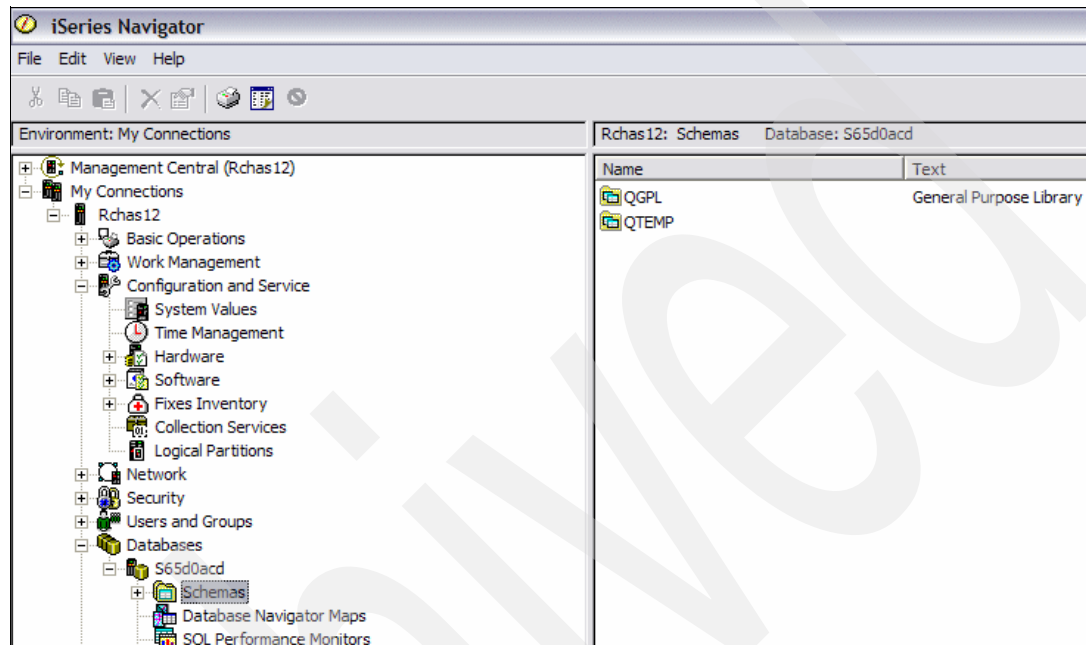 iSeries Navigator
File Edit View Help
Environment: My Connections
Rchas12: Schemas Database: S65d0acd
Management Central (Rchas12)
My Connections
Rchas12
Basic Operations
Work Management
Configuration and Service
System Values
Time Management
Hardware
Software
Fixes Inventory
Collection Services
Logical Partitions
Network
Security
Users and Groups
Databases
S65d0acd
Schemas
Database Navigator Maps
SQL Performance Monitors
Name Text
QGPL General Purpose Library
QTEMP